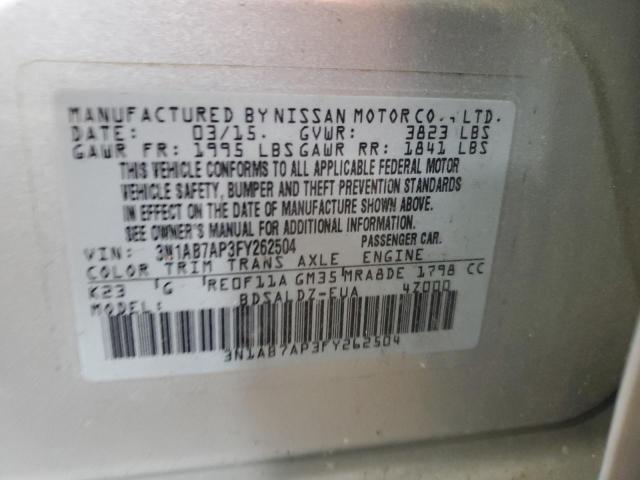 MANUFACTURED BY NISSAN MOTOR CO., LTD.
DATE: 03/15. GVWR: 3823 LBS
GAWR FR: 1995 LBS GAWR RR: 1841 LBS
THIS VEHICLE CONFORMS TO ALL APPLICABLE FEDERAL MOTOR
VEHICLE SAFETY, BUMPER AND THEFT PREVENTION STANDARDS
IN EFFECT ON THE DATE OF MANUFACTURE SHOWN ABOVE.
SEE OWNER'S MANUAL FOR ADDITIONAL INFORMATION.
VIN: 3N1AB7AP3FY262504 PASSENGER CAR.
COLOR TRIM TRANS AXLE ENGINE
K23 G RE0F11A GM35 MRA8DE 1798 CC
MODEL: BDSALDZ-EUA 4Z000
3N1AB7AP3FY262504